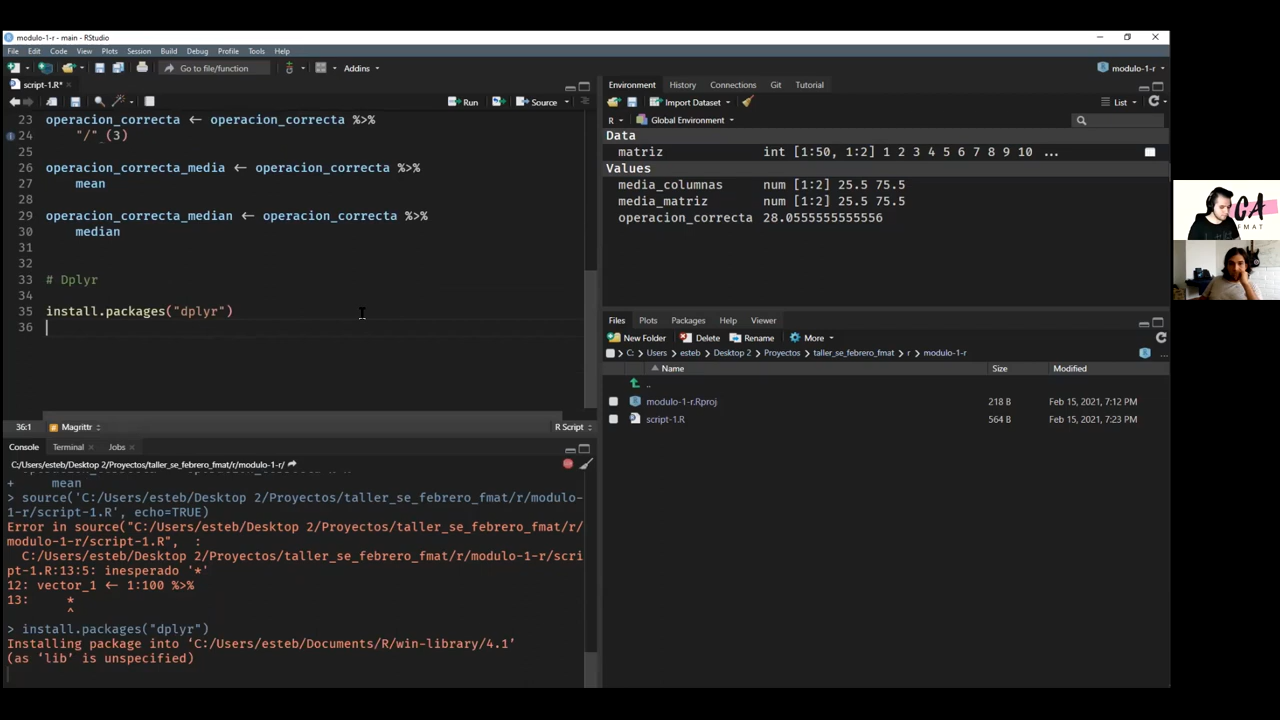 modulo-1-r - main - RStudio
File Edit Code View Plots Session Build Debug Profile Tools Help
Go to file/function Addins modulo-1-r
script-1.R*
Run Source
23 operacion_correcta ← operacion_correcta %>%
24 "/" (3)
25
26 operacion_correcta_media ← operacion_correcta %>%
27 mean
28
29 operacion_correcta_median ← operacion_correcta %>%
30 median
31
32
33 # Dplyr
34
35 install.packages("dplyr")
36
36:1 Magrittr R Script
Console Terminal Jobs
C:/Users/esteb/Desktop 2/Proyectos/taller_se_febrero_fmat/r/modulo-1-r/
+ mean
> source('C:/Users/esteb/Desktop 2/Proyectos/taller_se_febrero_fmat/r/modulo-
1-r/script-1.R', echo=TRUE)
Error in source("C:/Users/esteb/Desktop 2/Proyectos/taller_se_febrero_fmat/r/
modulo-1-r/script-1.R", :
C:/Users/esteb/Desktop 2/Proyectos/taller_se_febrero_fmat/r/modulo-1-r/scri
pt-1.R:13:5: inesperado '*'
12: vector_1 ← 1:100 %>%
13: *
^
> install.packages("dplyr")
Installing package into ‘C:/Users/esteb/Documents/R/win-library/4.1’
(as ‘lib’ is unspecified)
Environment History Connections Git Tutorial
Import Dataset List
R Global Environment
Data
matriz int [1:50, 1:2] 1 2 3 4 5 6 7 8 9 10 ...
Values
media_columnas num [1:2] 25.5 75.5
media_matriz num [1:2] 25.5 75.5
operacion_correcta 28.0555555555556
Files Plots Packages Help Viewer
New Folder Delete Rename More
C: Users esteb Desktop 2 Proyectos taller_se_febrero_fmat r modulo-1-r ...
Name Size Modified
..
modulo-1-r.Rproj 218 B Feb 15, 2021, 7:12 PM
script-1.R 564 B Feb 15, 2021, 7:23 PM
CA
FMAT